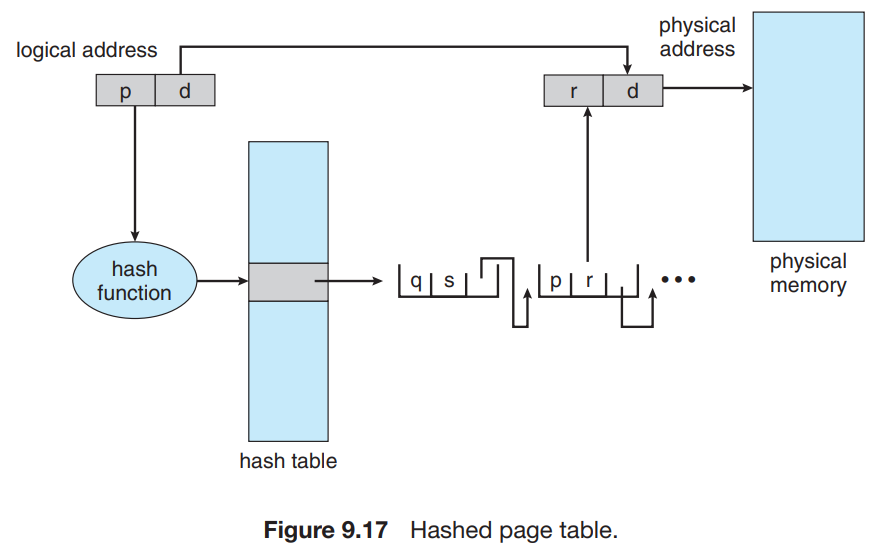 logical address
physical
address
p d
r d
hash
function
q s
p r
•••
physical
memory
hash table
Figure 9.17 Hashed page table.